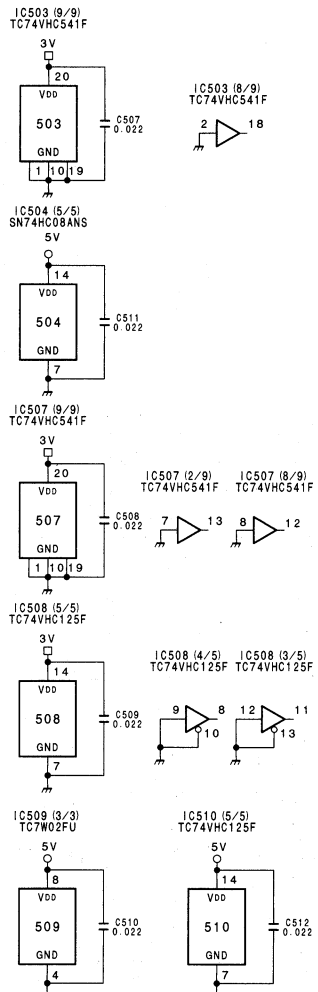 IC503 (9/9)
TC74VHC541F
3V
20
VDD
503
GND
1 10 19
C507
0.022
IC503 (8/9)
TC74VHC541F
2 18
IC504 (5/5)
SN74HC08ANS
5V
14
VDD
504
GND
7
C511
0.022
IC507 (9/9)
TC74VHC541F
3V
20
VDD
507
GND
1 10 19
C508
0.022
IC507 (2/9)
TC74VHC541F
7 13
IC507 (8/9)
TC74VHC541F
8 12
IC508 (5/5)
TC74VHC125F
3V
14
VDD
508
GND
7
C509
0.022
IC508 (4/5)
TC74VHC125F
9 8
10
IC508 (3/5)
TC74VHC125F
12 11
13
IC509 (3/3)
TC7W02FU
5V
8
VDD
509
GND
4
C510
0.022
IC510 (5/5)
TC74VHC125F
5V
14
VDD
510
GND
7
C512
0.022